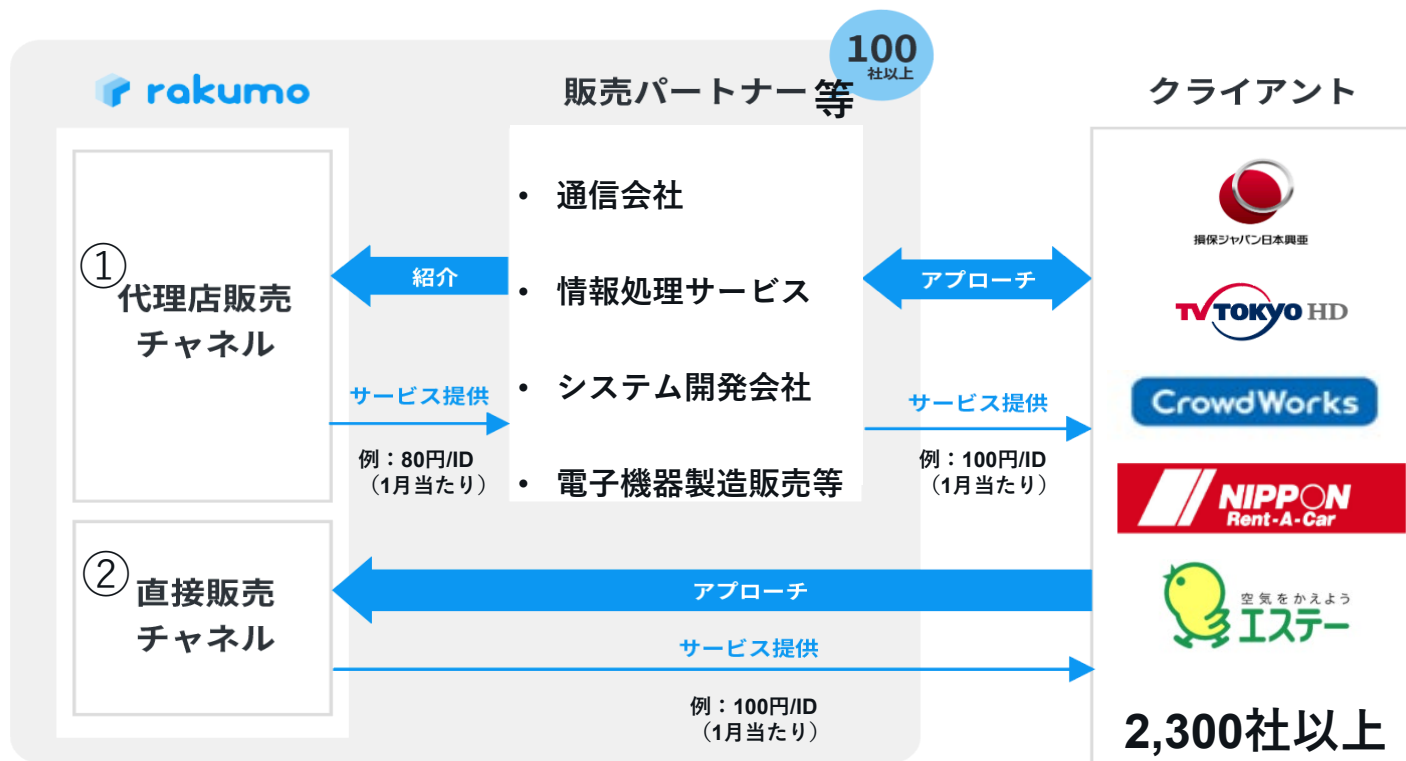 100
社以上
rakumo
販売パートナー等
クライアント
①
代理店販売
チャネル
紹介
サービス提供
例：80円/ID
（1月当たり）
• 通信会社
• 情報処理サービス
• システム開発会社
• 電子機器製造販売等
アプローチ
サービス提供
例：100円/ID
（1月当たり）
②
直接販売
チャネル
アプローチ
サービス提供
例：100円/ID
（1月当たり）
損保ジャパン日本興亜
TV TOKYO HD
CrowdWorks
NIPPON
Rent-A-Car
空気をかえよう
エステー
2,300社以上